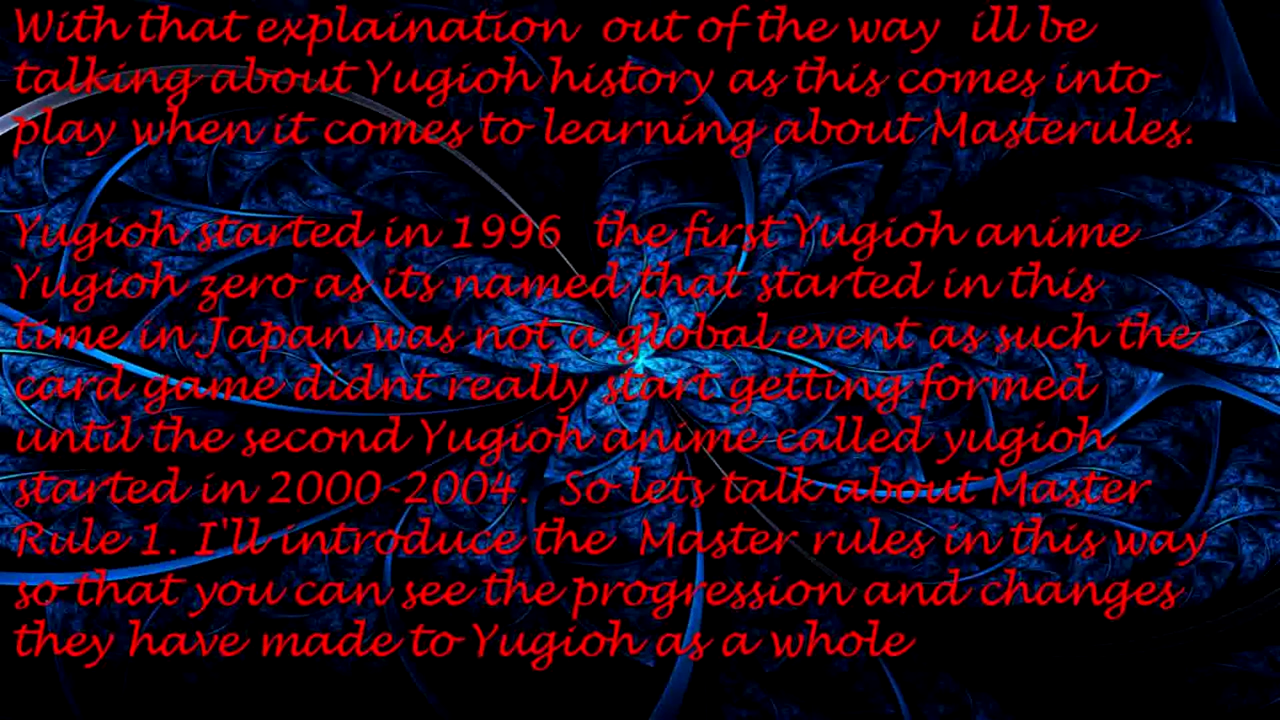 With that explaination out of the way ill be
talking about Yugioh history as this comes into
play when it comes to learning about Masterules.
Yugioh started in 1996 the first Yugioh anime
Yugioh zero as its named that started in this
time in Japan was not a global event as such the
card game didnt really start getting formed
until the second Yugioh anime called yugioh
started in 2000-2004. So lets talk about Master
Rule 1. I'll introduce the Master rules in this way
so that you can see the progression and changes
they have made to Yugioh as a whole